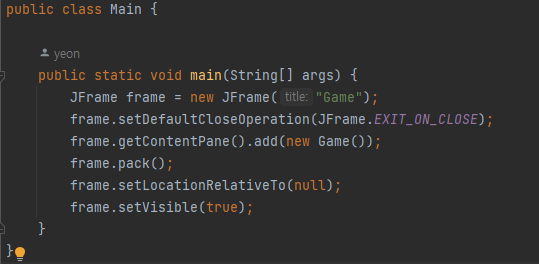 public class Main {
yeon
public static void main(String[] args) {
JFrame frame = new JFrame( title: "Game");
frame.setDefaultCloseOperation(JFrame.EXIT_ON_CLOSE);
frame.getContentPane().add(new Game());
frame.pack();
frame.setLocationRelativeTo(null);
frame.setVisible(true);
}
}